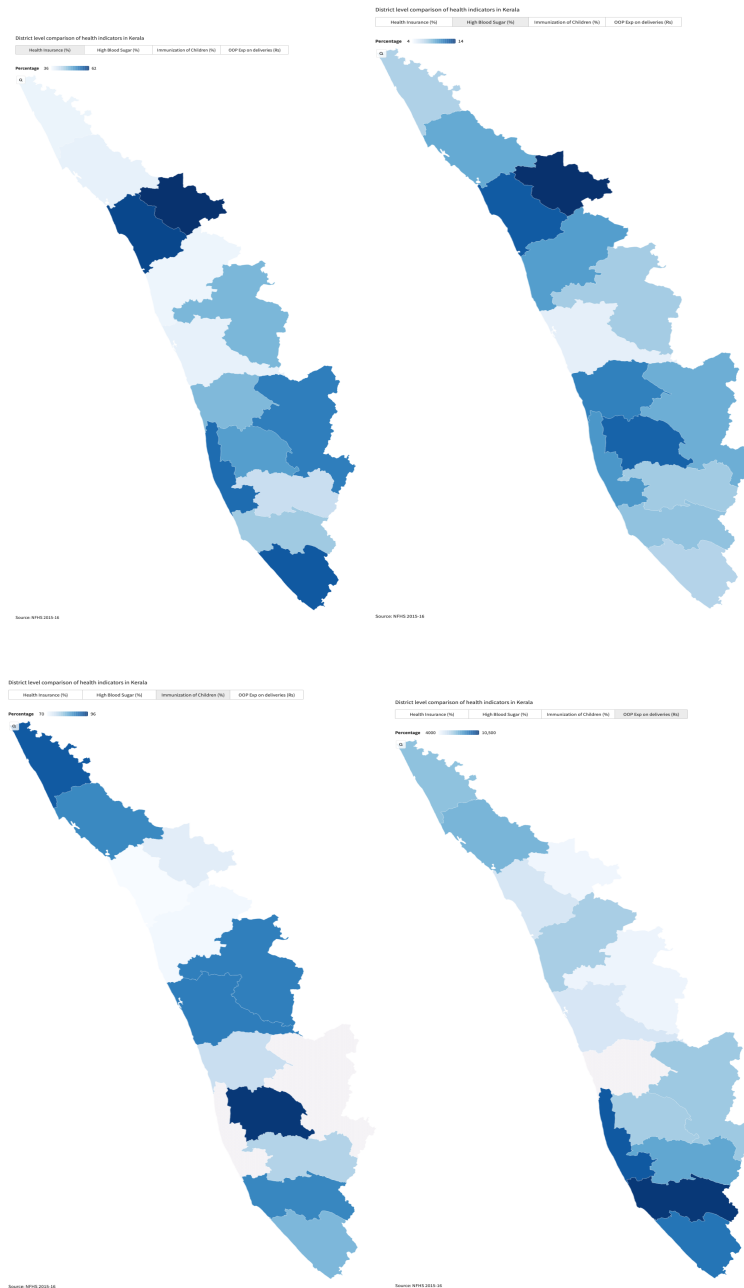 District level comparison of health indicators in Kerala
Health Insurance (%) High Blood Sugar (%) Immunization of Children (%) OOP Exp on deliveries (Rs)
Percentage 36 62
Source: NFHS 2015-16
District level comparison of health indicators in Kerala
Health Insurance (%) High Blood Sugar (%) Immunization of Children (%) OOP Exp on deliveries (Rs)
Percentage 4 14
Source: NFHS 2015-16
District level comparison of health indicators in Kerala
Health Insurance (%) High Blood Sugar (%) Immunization of Children (%) OOP Exp on deliveries (Rs)
Percentage 70 96
Source: NFHS 2015-16
District level comparison of health indicators in Kerala
Health Insurance (%) High Blood Sugar (%) Immunization of Children (%) OOP Exp on deliveries (Rs)
Percentage 4000 10,500
Source: NFHS 2015-16